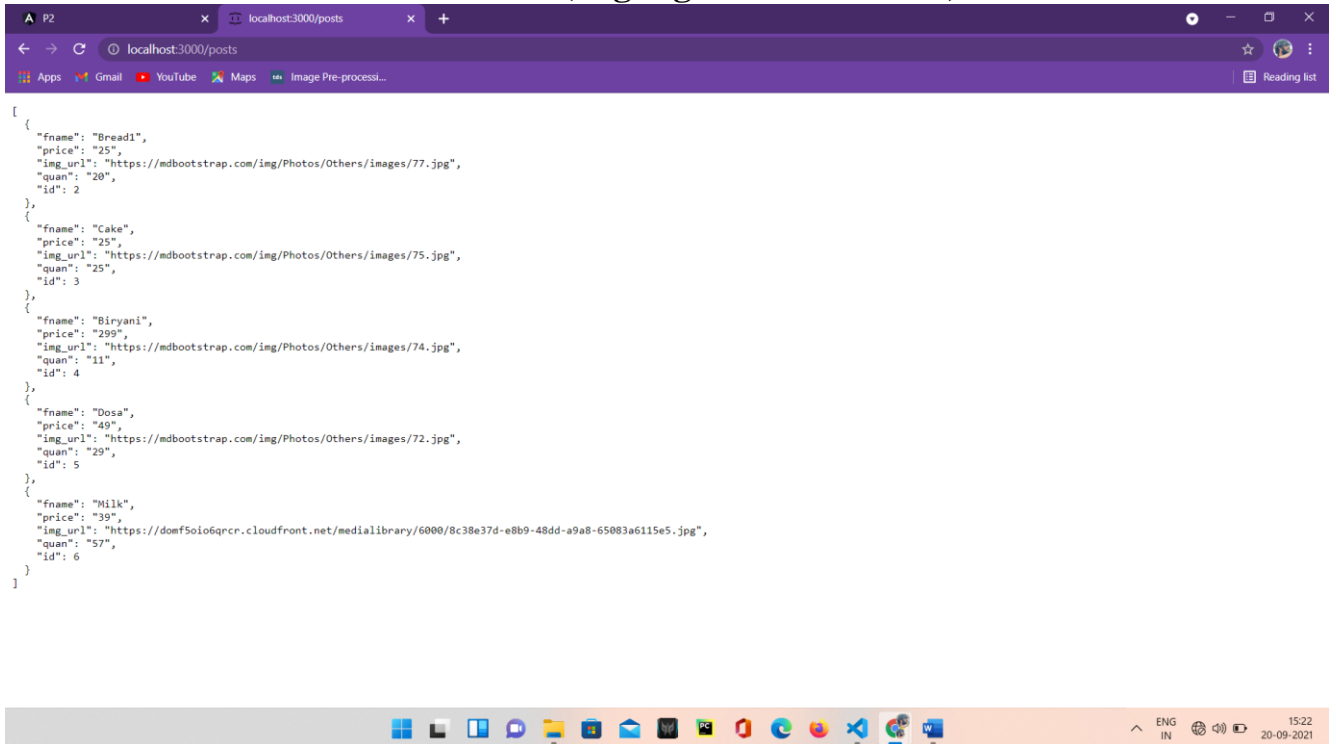 P2
localhost:3000/posts
localhost:3000/posts
Apps
Gmail
YouTube
Maps
tds
Image Pre-processi...
Reading list
[
  {
    "fname": "Bread1",
    "price": "25",
    "img_url": "https://mdbootstrap.com/img/Photos/Others/images/77.jpg",
    "quan": "20",
    "id": 2
  },
  {
    "fname": "Cake",
    "price": "25",
    "img_url": "https://mdbootstrap.com/img/Photos/Others/images/75.jpg",
    "quan": "25",
    "id": 3
  },
  {
    "fname": "Biryani",
    "price": "299",
    "img_url": "https://mdbootstrap.com/img/Photos/Others/images/74.jpg",
    "quan": "11",
    "id": 4
  },
  {
    "fname": "Dosa",
    "price": "49",
    "img_url": "https://mdbootstrap.com/img/Photos/Others/images/72.jpg",
    "quan": "29",
    "id": 5
  },
  {
    "fname": "Milk",
    "price": "39",
    "img_url": "https://domf5oio6qrcr.cloudfront.net/medialibrary/6000/8c38e37d-e8b9-48dd-a9a8-65083a6115e5.jpg",
    "quan": "57",
    "id": 6
  }
]
ENG
IN
15:22
20-09-2021